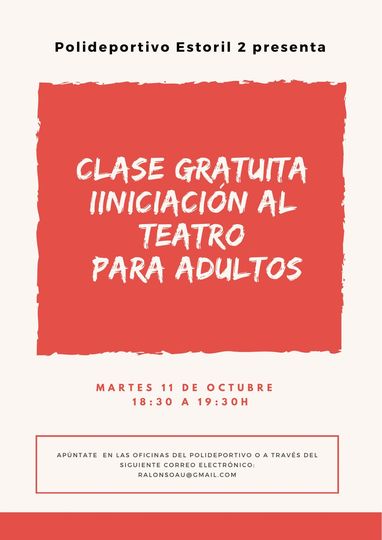 Polideportivo Estoril 2 presenta
CLASE GRATUITA
IINICIACIÓN AL
TEATRO
PARA ADULTOS
MARTES 11 DE OCTUBRE
18:30 A 19:30H
APÚNTATE EN LAS OFICINAS DEL POLIDEPORTIVO O A TRAVÉS DEL
SIGUIENTE CORREO ELECTRÓNICO:
RALONSOAU@GMAIL.COM